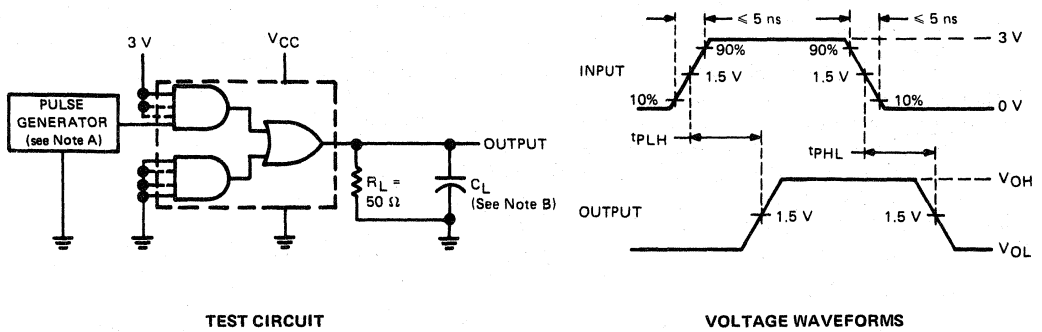 3 V
VCC
PULSE
GENERATOR
(see Note A)
OUTPUT
RL =
50 Ω
CL
(See Note B)
TEST CIRCUIT
≤ 5 ns
≤ 5 ns
3 V
90%
90%
INPUT
1.5 V
1.5 V
10%
10%
0 V
tPLH
tPHL
VOH
OUTPUT
1.5 V
1.5 V
VOL
VOLTAGE WAVEFORMS